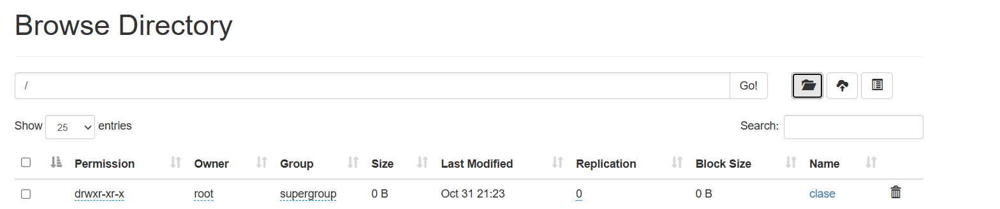 Browse Directory
/ Go!
Show 25 entries Search:
Permission Owner Group Size Last Modified Replication Block Size Name
drwxr-xr-x root supergroup 0 B Oct 31 21:23 0 0 B clase